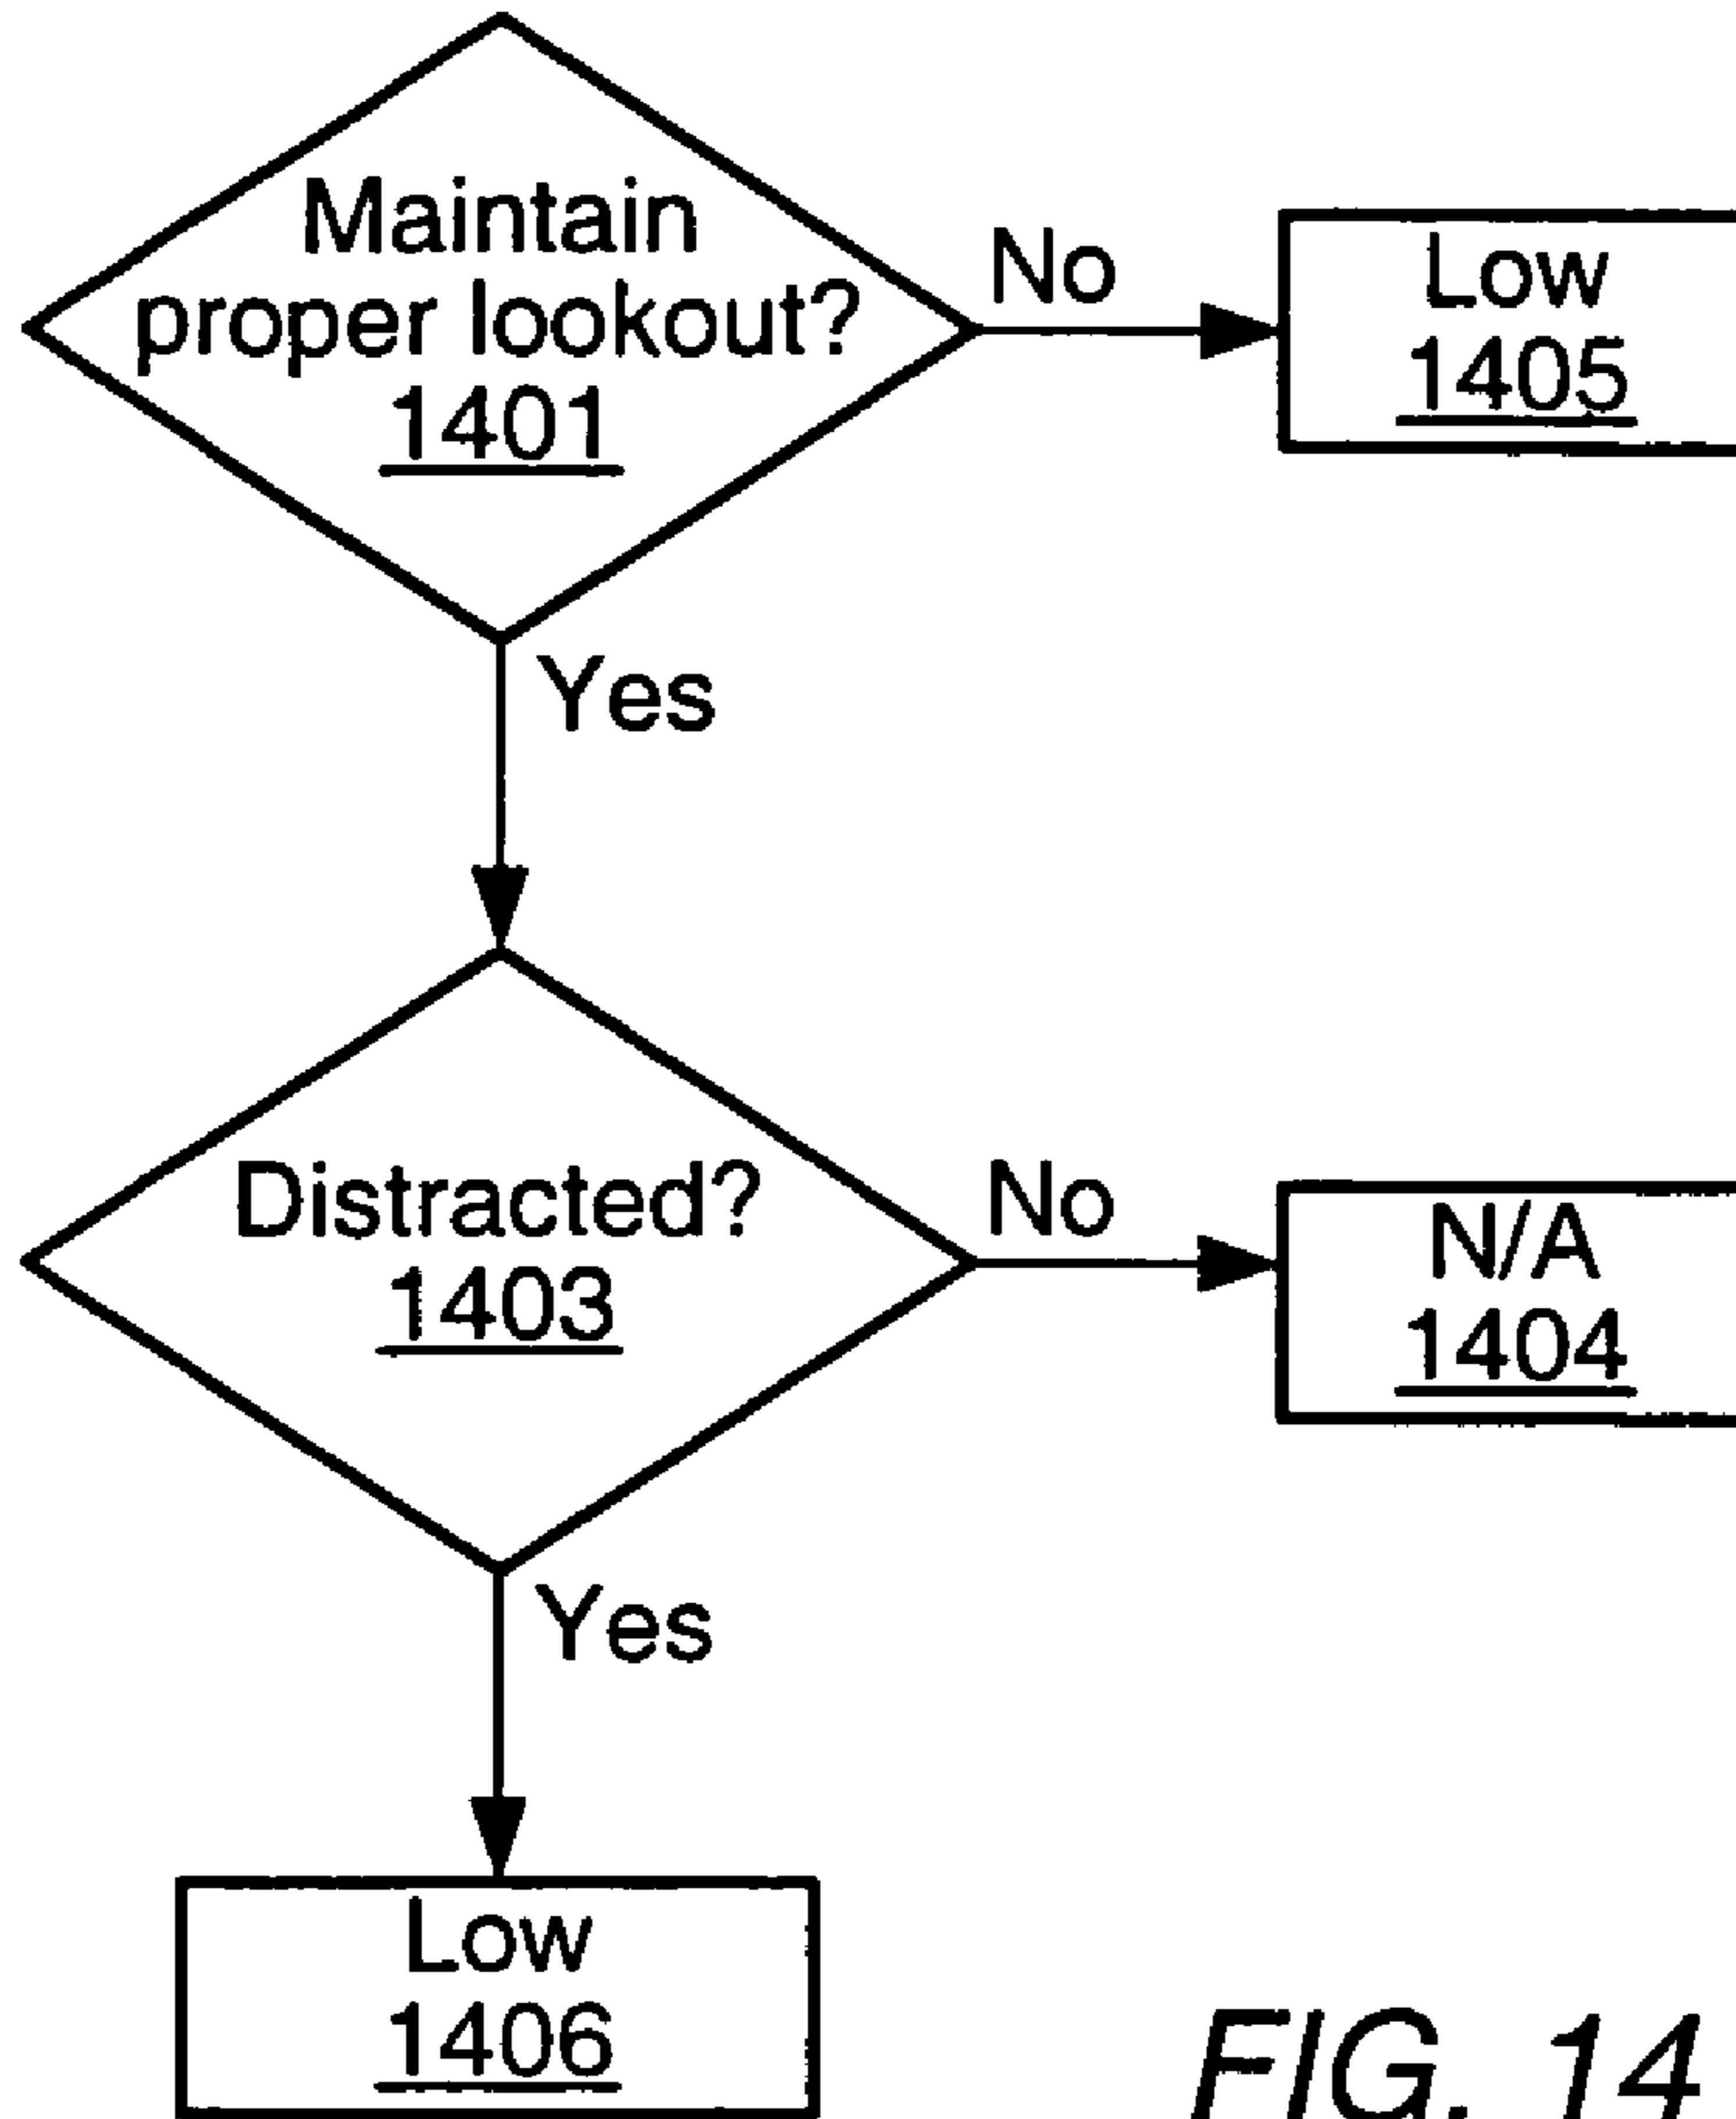 Maintain
proper lookout?
1401
No
Low
1405
Yes
Distracted?
1403
No
N/A
1404
Yes
Low
1406
FIG. 14